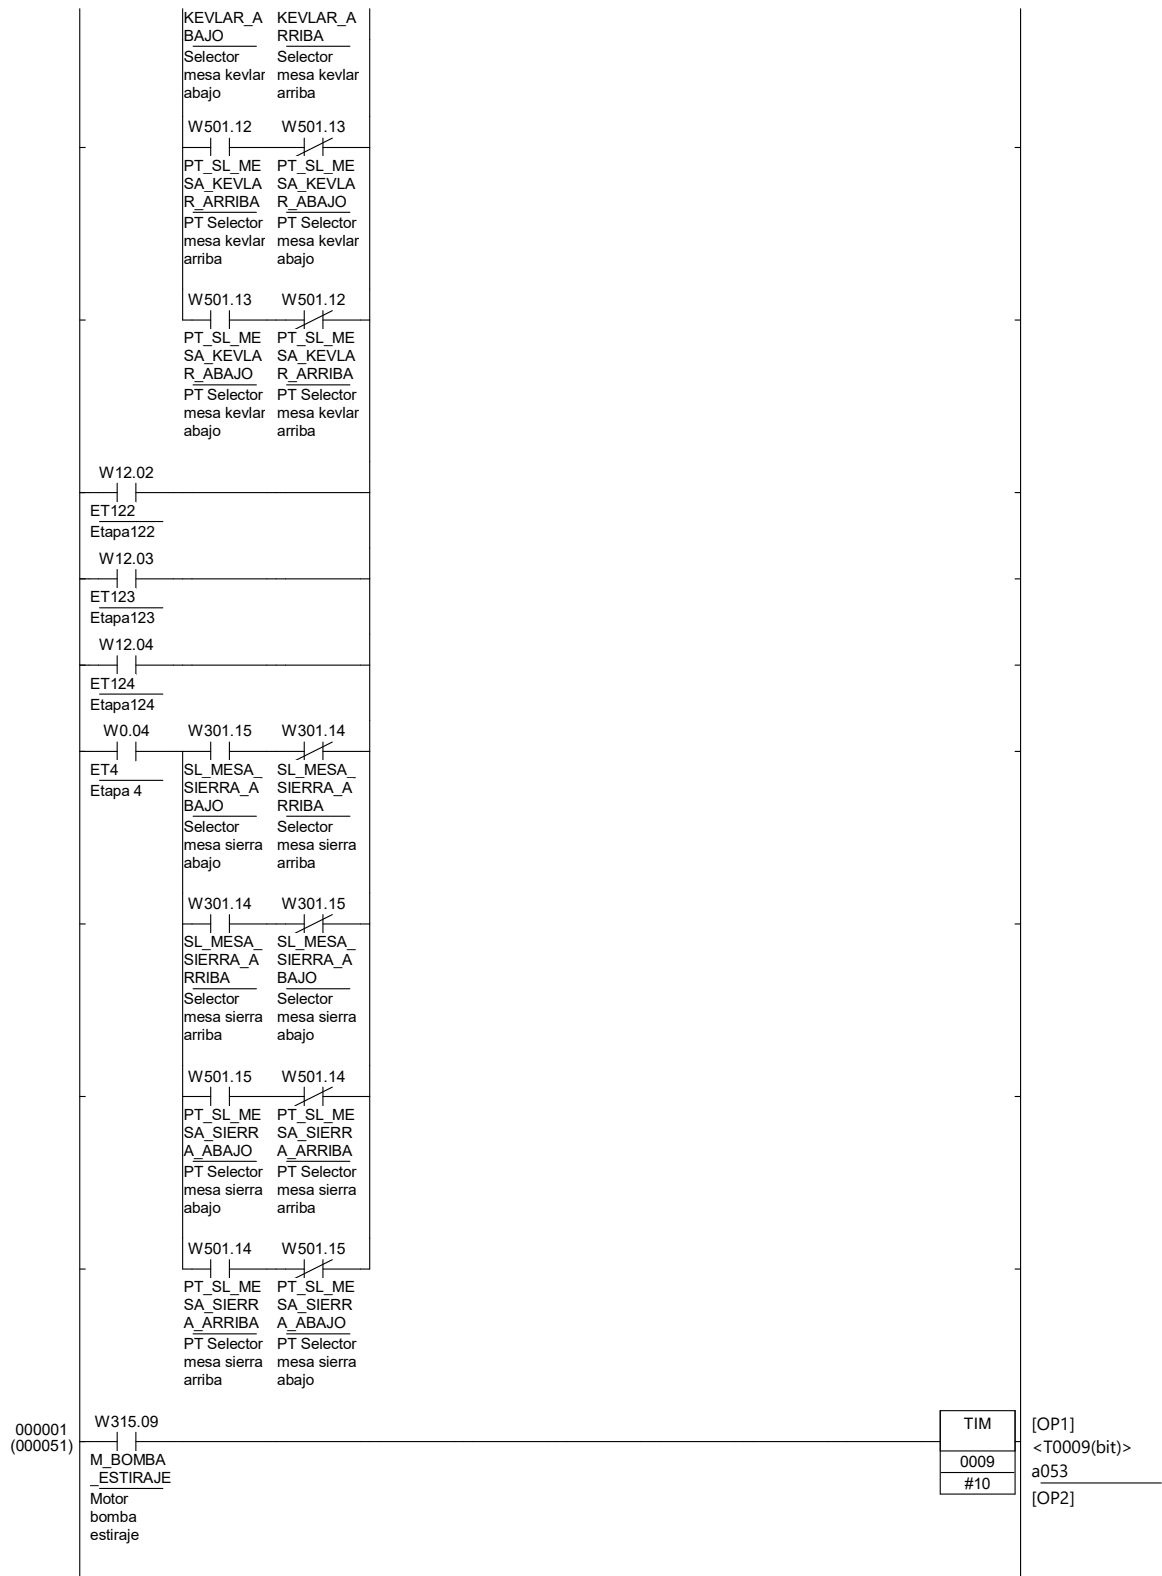 KEVLAR_A KEVLAR_A
BAJO RRIBA
Selector Selector
mesa kevlar mesa kevlar
abajo arriba
W501.12 W501.13
PT_SL_ME PT_SL_ME
SA_KEVLA SA_KEVLA
R_ARRIBA R_ABAJO
PT Selector PT Selector
mesa kevlar mesa kevlar
arriba abajo
W501.13 W501.12
PT_SL_ME PT_SL_ME
SA_KEVLA SA_KEVLA
R_ABAJO R_ARRIBA
PT Selector PT Selector
mesa kevlar mesa kevlar
abajo arriba
W12.02
ET122
Etapa122
W12.03
ET123
Etapa123
W12.04
ET124
Etapa124
W0.04 W301.15 W301.14
ET4 SL_MESA_ SL_MESA_
Etapa 4 SIERRA_A SIERRA_A
BAJO RRIBA
Selector Selector
mesa sierra mesa sierra
abajo arriba
W301.14 W301.15
SL_MESA_ SL_MESA_
SIERRA_A SIERRA_A
RRIBA BAJO
Selector Selector
mesa sierra mesa sierra
arriba abajo
W501.15 W501.14
PT_SL_ME PT_SL_ME
SA_SIERR SA_SIERR
A_ABAJO A_ARRIBA
PT Selector PT Selector
mesa sierra mesa sierra
abajo arriba
W501.14 W501.15
PT_SL_ME PT_SL_ME
SA_SIERR SA_SIERR
A_ARRIBA A_ABAJO
PT Selector PT Selector
mesa sierra mesa sierra
arriba abajo
000001 W315.09 TIM [OP1]
(000051) <T0009(bit)>
M_BOMBA 0009 a053
_ESTIRAJE #10 [OP2]
Motor
bomba
estiraje